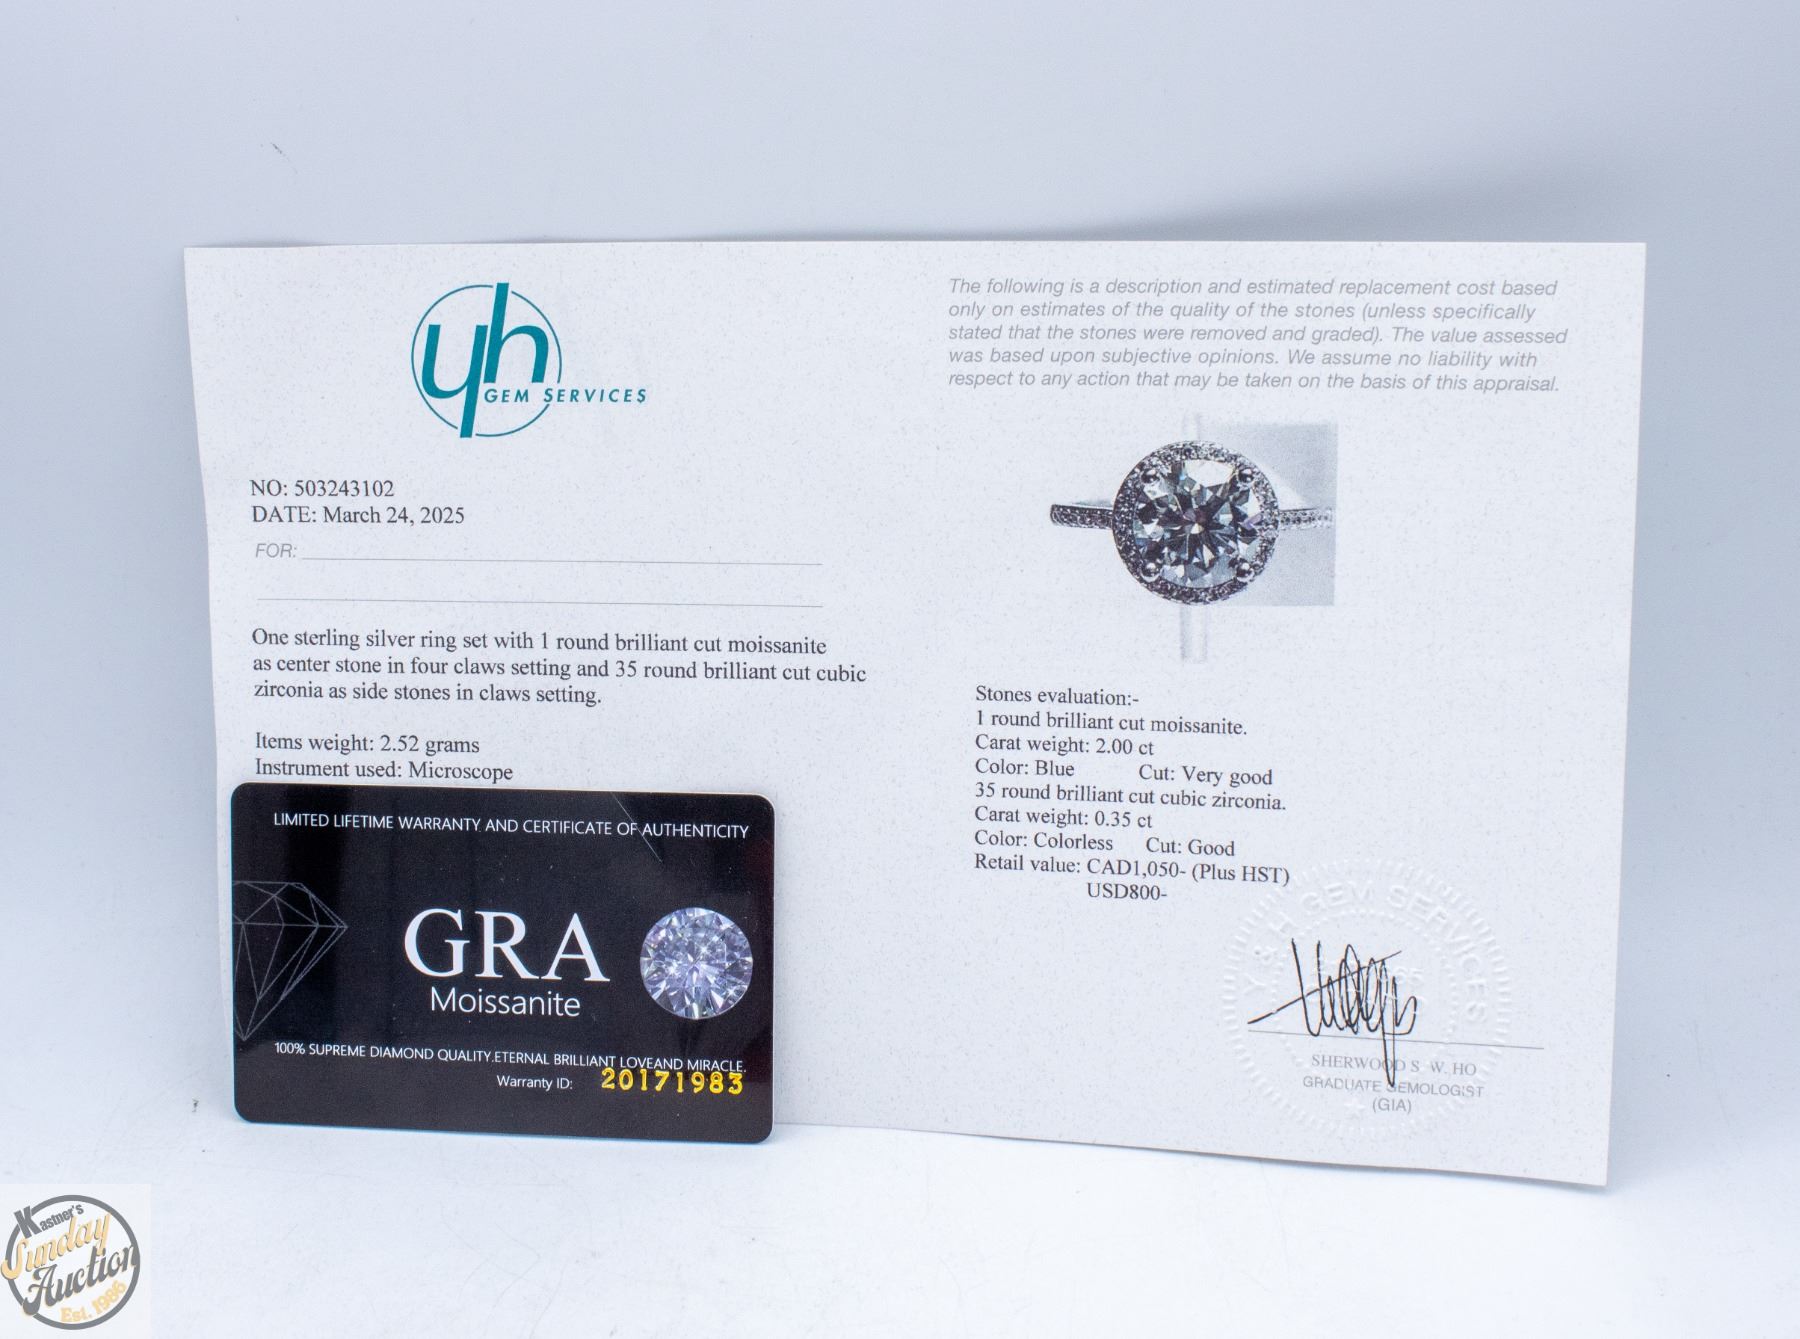 yh
GEM SERVICES
NO: 503243102
DATE: March 24, 2025
FOR:
One sterling silver ring set with 1 round brilliant cut moissanite
as center stone in four claws setting and 35 round brilliant cut cubic
zirconia as side stones in claws setting.
Items weight: 2.52 grams
Instrument used: Microscope
LIMITED LIFETIME WARRANTY AND CERTIFICATE OF AUTHENTICITY
GRA
Moissanite
100% SUPREME DIAMOND QUALITY.ETERNAL BRILLIANT LOVEAND MIRACLE.
Warranty ID: 20171983
The following is a description and estimated replacement cost based
only on estimates of the quality of the stones (unless specifically
stated that the stones were removed and graded). The value assessed
was based upon subjective opinions. We assume no liability with
respect to any action that may be taken on the basis of this appraisal.
Stones evaluation:-
1 round brilliant cut moissanite.
Carat weight: 2.00 ct
Color: Blue Cut: Very good
35 round brilliant cut cubic zirconia.
Carat weight: 0.35 ct
Color: Colorless Cut: Good
Retail value: CAD1,050- (Plus HST)
USD800-
Y & H GEM SERVICES
SHERWOOD S. W. HO
GRADUATE GEMOLOGIST
(GIA)
Kastner's
Sunday
Auction
Est. 1986